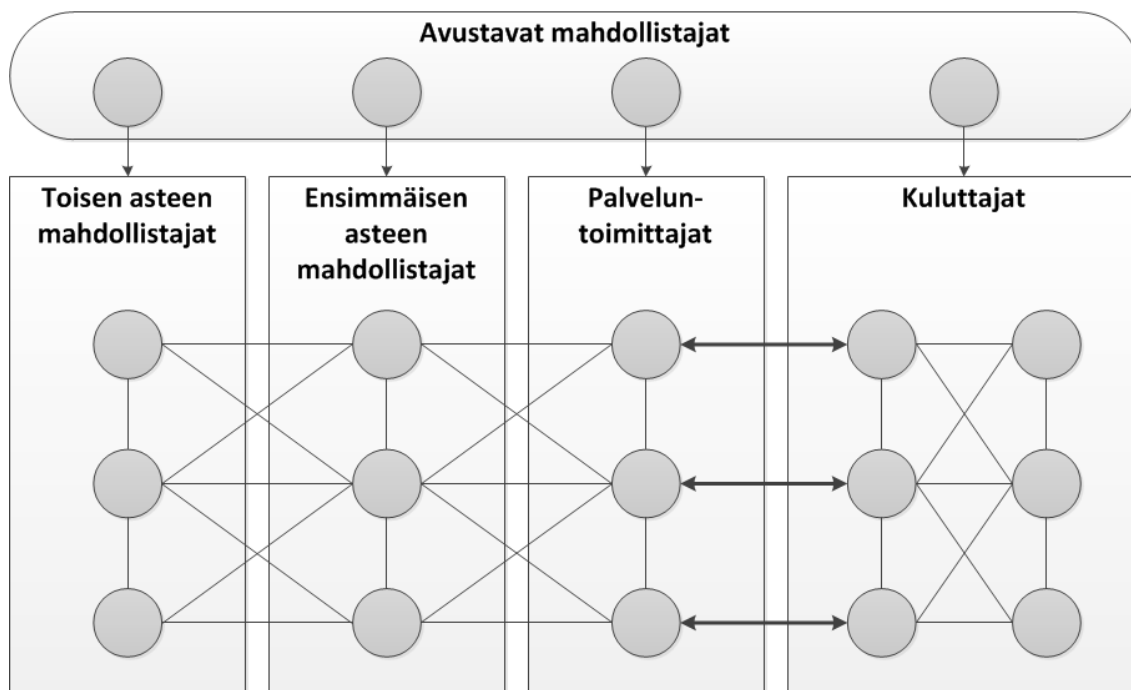 Avustavat mahdollistajat
Toisen asteen
mahdollistajat
Ensimmäisen
asteen
mahdollistajat
Palvelun-
toimittajat
Kuluttajat